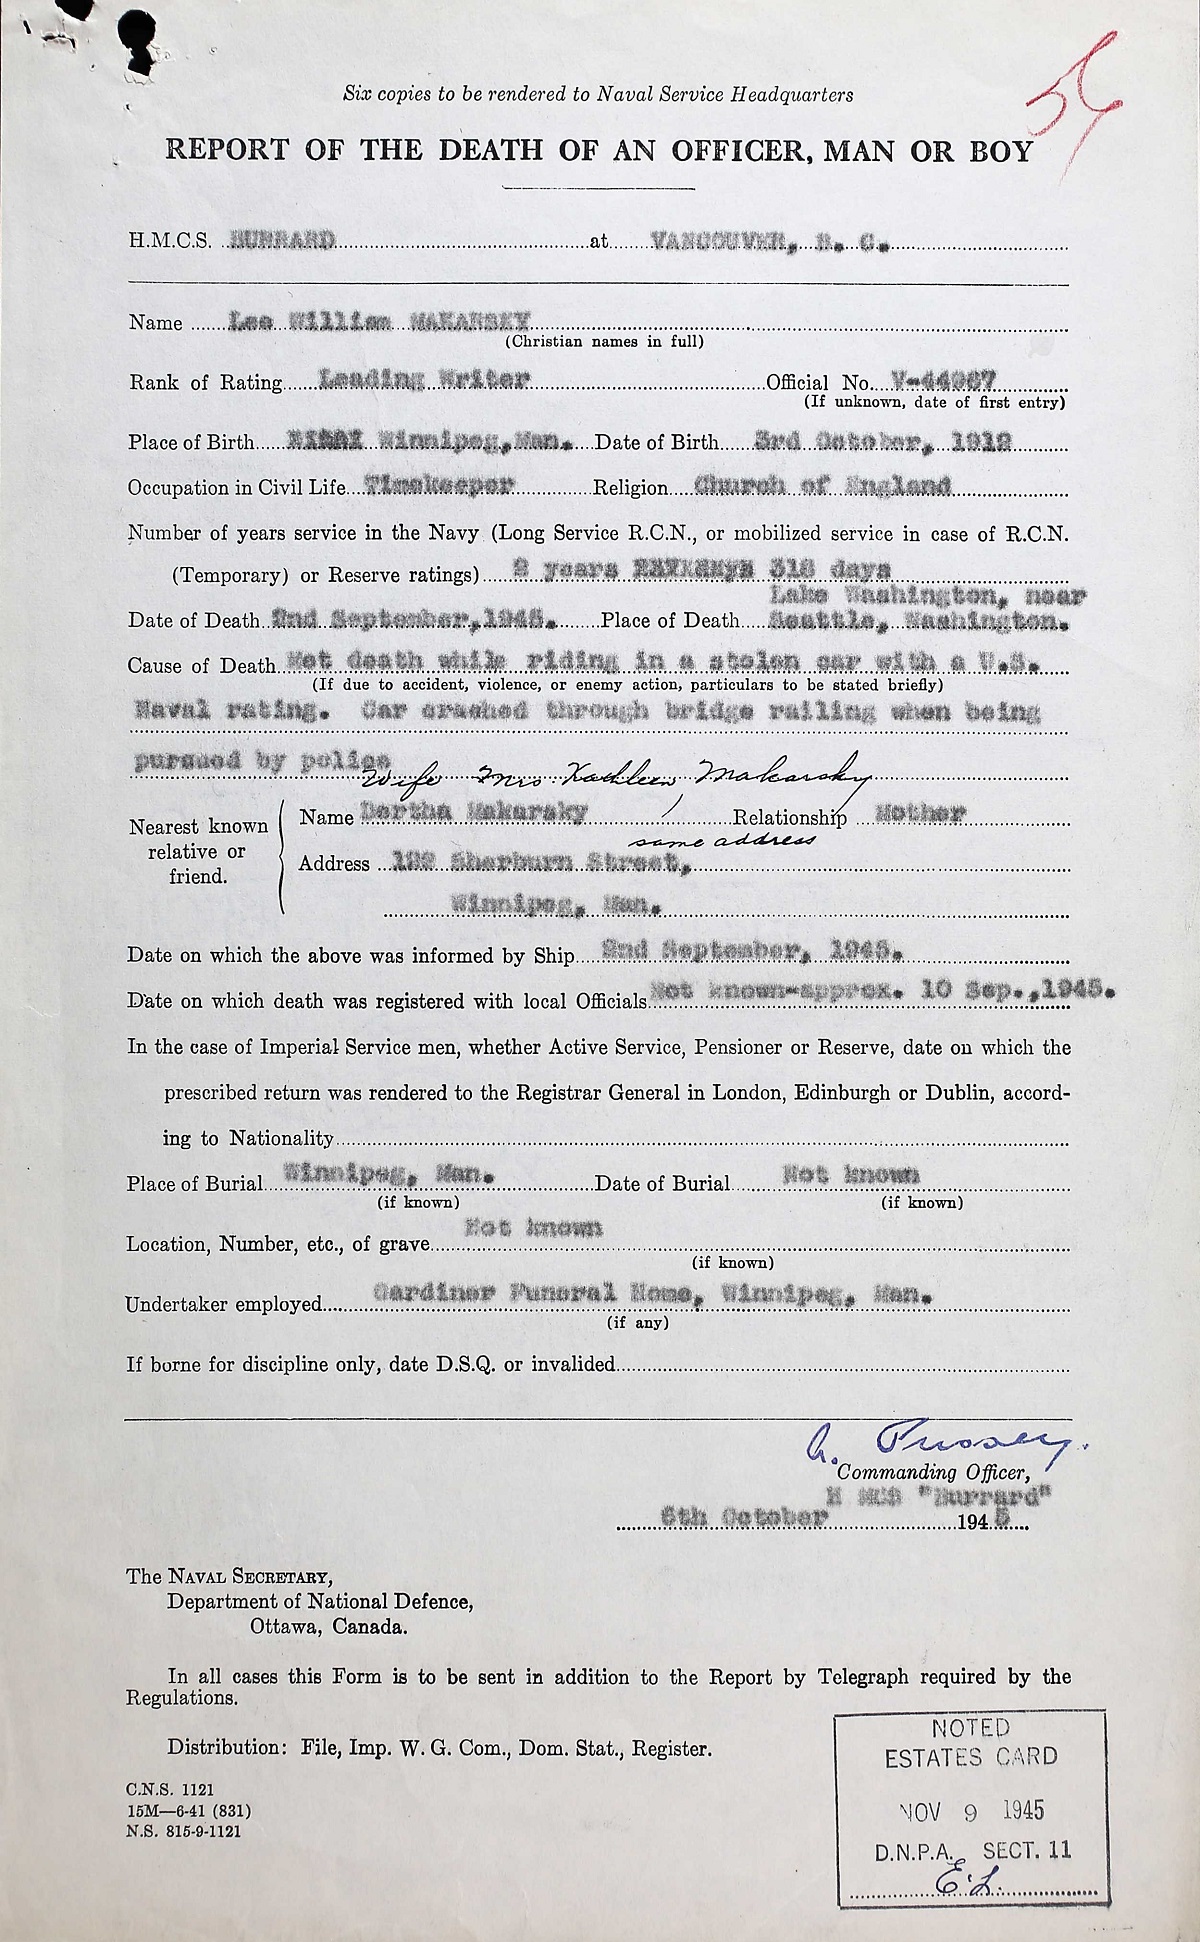 56
Six copies to be rendered to Naval Service Headquarters
REPORT OF THE DEATH OF AN OFFICER, MAN OR BOY
H.M.C.S. BURRARD at VANCOUVER, B. C.
Name Leo William MAKARSKY
(Christian names in full)
Rank of Rating Leading Writer Official No. V-44967
(If unknown, date of first entry)
Place of Birth Winnipeg, Man. Date of Birth 3rd October, 1912
Occupation in Civil Life Timekeeper Religion Church of England
Number of years service in the Navy (Long Service R.C.N., or mobilized service in case of R.C.N.
(Temporary) or Reserve ratings) 2 years 318 days
Lake Washington, near
Date of Death 2nd September, 1945. Place of Death Seattle, Washington.
Cause of Death Met death while riding in a stolen car with a U.S.
(If due to accident, violence, or enemy action, particulars to be stated briefly)
Naval rating. Car crashed through bridge railing when being
pursued by police
Wife Mrs. Kathleen Makarsky
Nearest known relative or friend.
Name Bertha Makarsky Relationship Mother
same address
Address 192 Sherburn Street,
Winnipeg, Man.
Date on which the above was informed by Ship 2nd September, 1945.
Date on which death was registered with local Officials Not known-approx. 10 Sep., 1945.
In the case of Imperial Service men, whether Active Service, Pensioner or Reserve, date on which the
prescribed return was rendered to the Registrar General in London, Edinburgh or Dublin, accord-
ing to Nationality
Place of Burial Winnipeg, Man. Date of Burial Not known
(if known) (if known)
Not known
Location, Number, etc., of grave
(if known)
Undertaker employed Gardiner Funeral Home, Winnipeg, Man.
(if any)
If borne for discipline only, date D.S.Q. or invalided
Commanding Officer,
H MCS "Burrard"
6th October 1945
The NAVAL SECRETARY,
Department of National Defence,
Ottawa, Canada.
In all cases this Form is to be sent in addition to the Report by Telegraph required by the
Regulations.
Distribution: File, Imp. W. G. Com., Dom. Stat., Register.
C.N.S. 1121
15M—6-41 (831)
N.S. 815-9-1121
NOTED
ESTATES CARD
NOV 9 1945
D.N.P.A. SECT. 11
E.L.